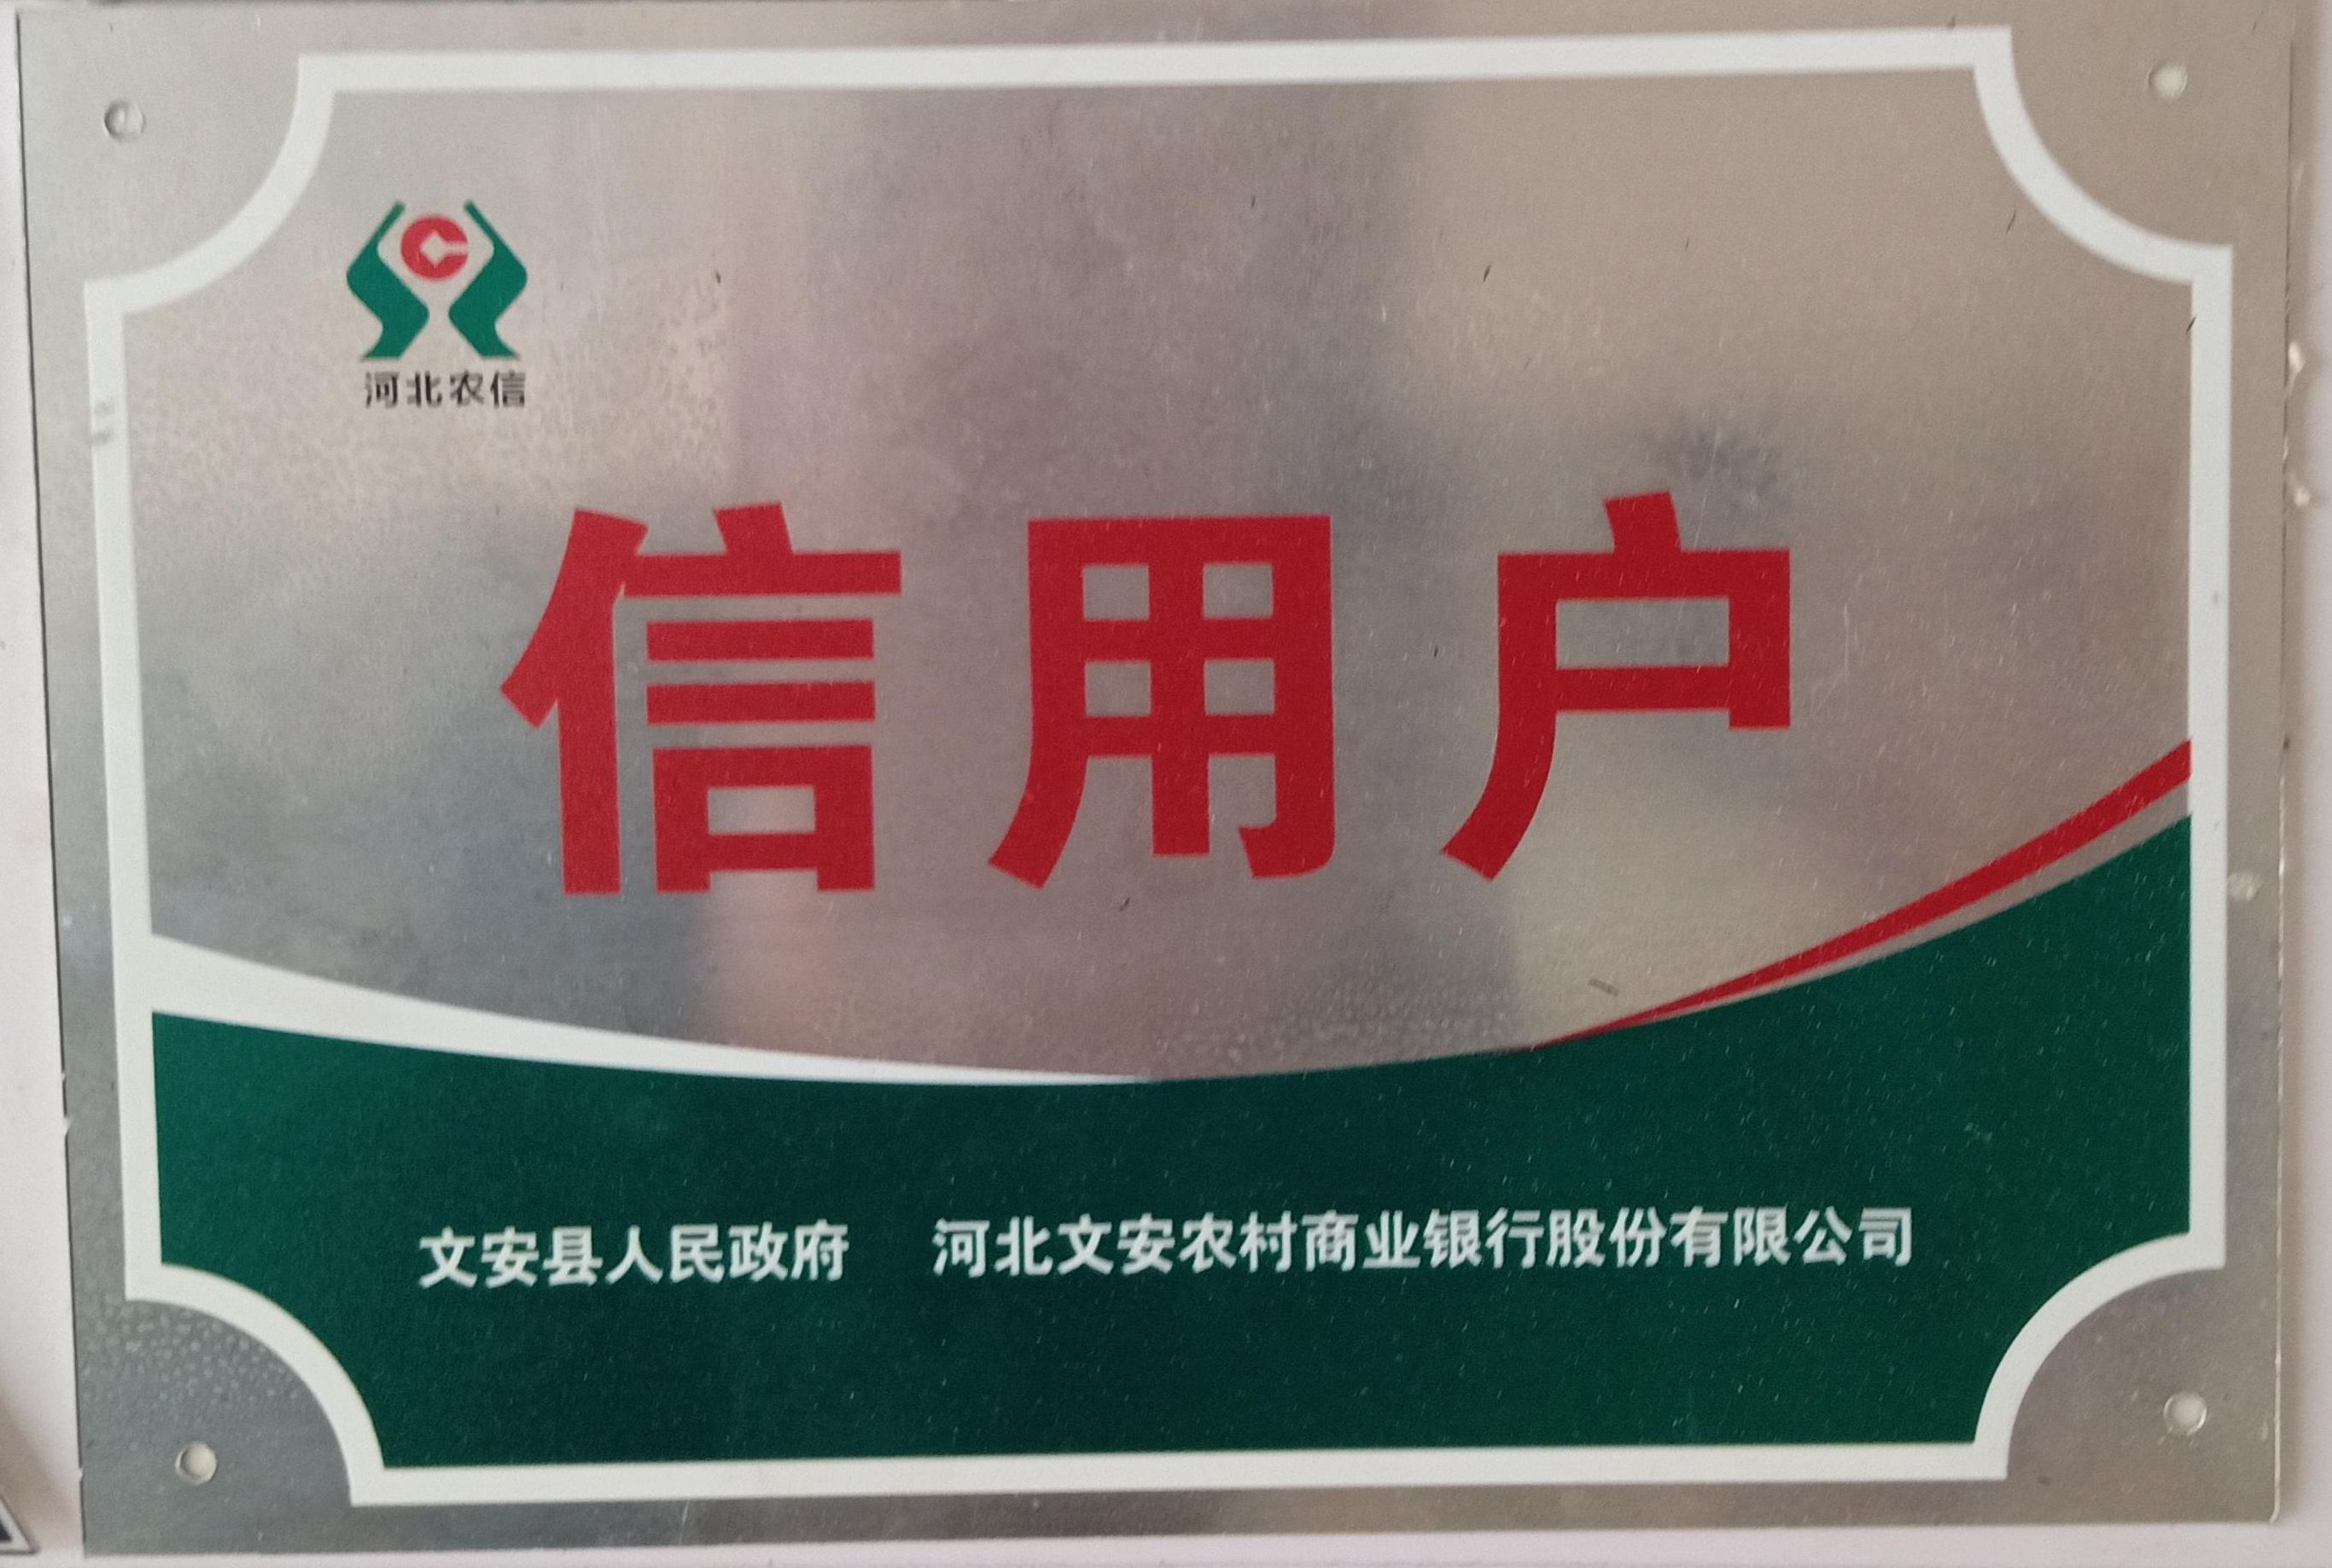 河北农信
信用户
文安县人民政府 河北文安农村商业银行股份有限公司